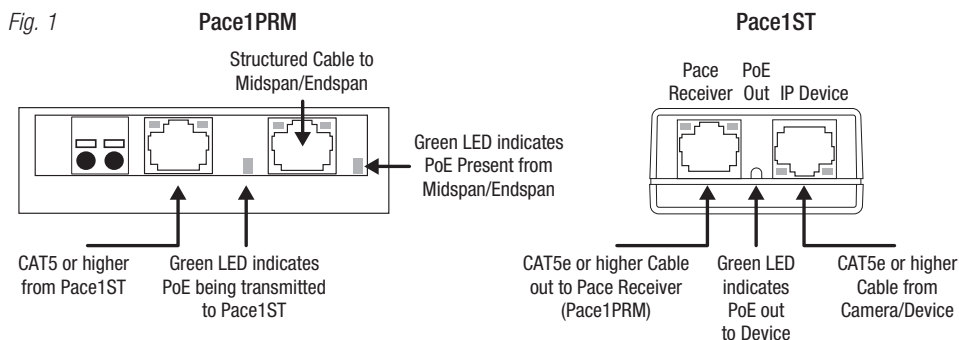 Fig. 1
Pace1PRM
Structured Cable to
Midspan/Endspan
Green LED indicates
PoE Present from
Midspan/Endspan
CAT5 or higher
from Pace1ST
Green LED indicates
PoE being transmitted
to Pace1ST
Pace1ST
Pace
Receiver
PoE
Out
IP Device
CAT5e or higher Cable
out to Pace Receiver
(Pace1PRM)
Green LED
indicates
PoE out
to Device
CAT5e or higher
Cable from
Camera/Device